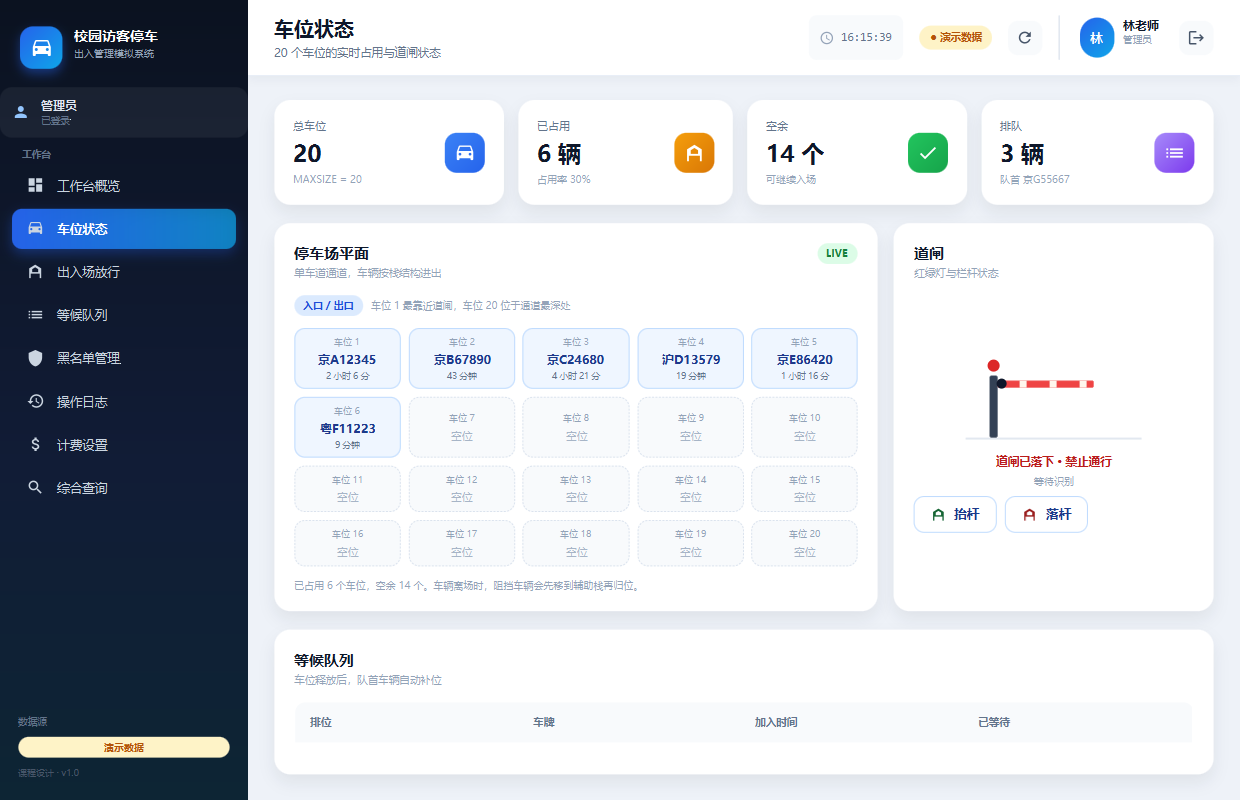 校园访客停车
出入管理模拟系统
管理员
已登录·
工作台
工作台概览
车位状态
出入场放行
等候队列
黑名单管理
操作日志
计费设置
综合查询
数据源
演示数据
课程设计 · v1.0
车位状态
20 个车位的实时占用与道闸状态
16:15:39
• 演示数据
林
林老师
管理员
总车位
20
MAXSIZE = 20
已占用
6 辆
占用率 30%
空余
14 个
可继续入场
排队
3 辆
队首 京G55667
停车场平面
单车道通道，车辆按栈结构进出
LIVE
入口 / 出口
车位 1 最靠近道闸，车位 20 位于通道最深处
车位 1
京A12345
2 小时 6 分
车位 2
京B67890
43 分钟
车位 3
京C24680
4 小时 21 分
车位 4
沪D13579
19 分钟
车位 5
京E86420
1 小时 16 分
车位 6
粤F11223
9 分钟
车位 7
空位
车位 8
空位
车位 9
空位
车位 10
空位
车位 11
空位
车位 12
空位
车位 13
空位
车位 14
空位
车位 15
空位
车位 16
空位
车位 17
空位
车位 18
空位
车位 19
空位
车位 20
空位
已占用 6 个车位，空余 14 个。车辆离场时，阻挡车辆会先移到辅助栈再归位。
道闸
红绿灯与栏杆状态
道闸已落下 • 禁止通行
等待识别
抬杆
落杆
等候队列
车位释放后，队首车辆自动补位
排位 车牌 加入时间 已等待